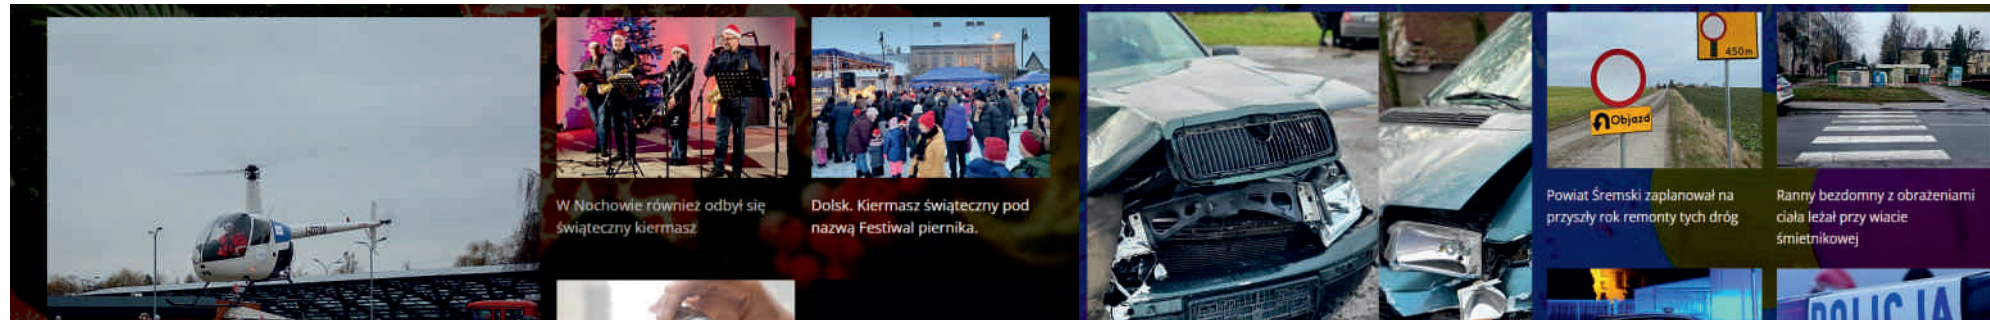 W Nochowie również odbył się
świąteczny kiermasz
Dolsk. Kiermasz świąteczny pod
nazwą Festiwal piernika.
450m
Objazd
Powiat Śremski zaplanował na
przyszły rok remonty tych dróg
Ranny bezdomny z obrażeniami
ciała leżał przy wiacie
śmietnikowej
POLICJA